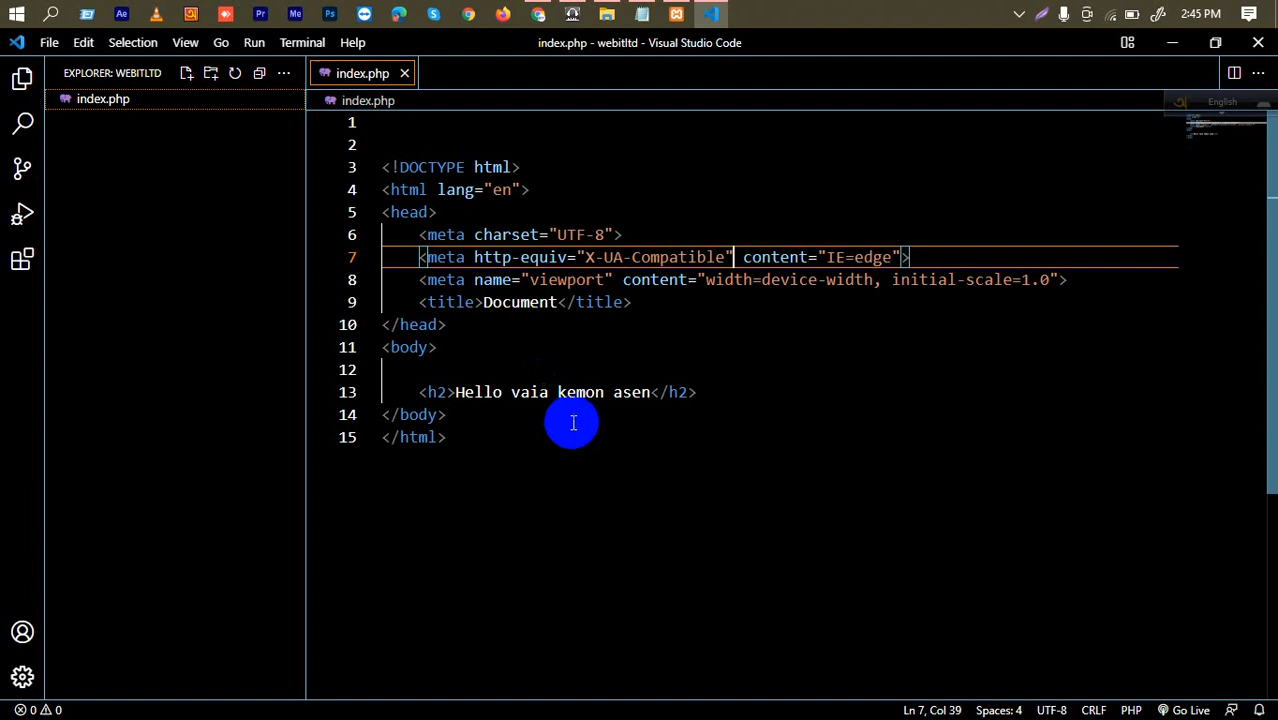 Ae
Pr
Me
Ps
2:45 PM
File Edit Selection View Go Run Terminal Help
index.php - webitltd - Visual Studio Code
EXPLORER: WEBITLTD
index.php
index.php
index.php
English
1
2
3 <!DOCTYPE html>
4 <html lang="en">
5 <head>
6 <meta charset="UTF-8">
7 <meta http-equiv="X-UA-Compatible" content="IE=edge">
8 <meta name="viewport" content="width=device-width, initial-scale=1.0">
9 <title>Document</title>
10 </head>
11 <body>
12
13 <h2>Hello vaia kemon asen</h2>
14 </body>
15 </html>
0 0
Ln 7, Col 39 Spaces: 4 UTF-8 CRLF PHP Go Live